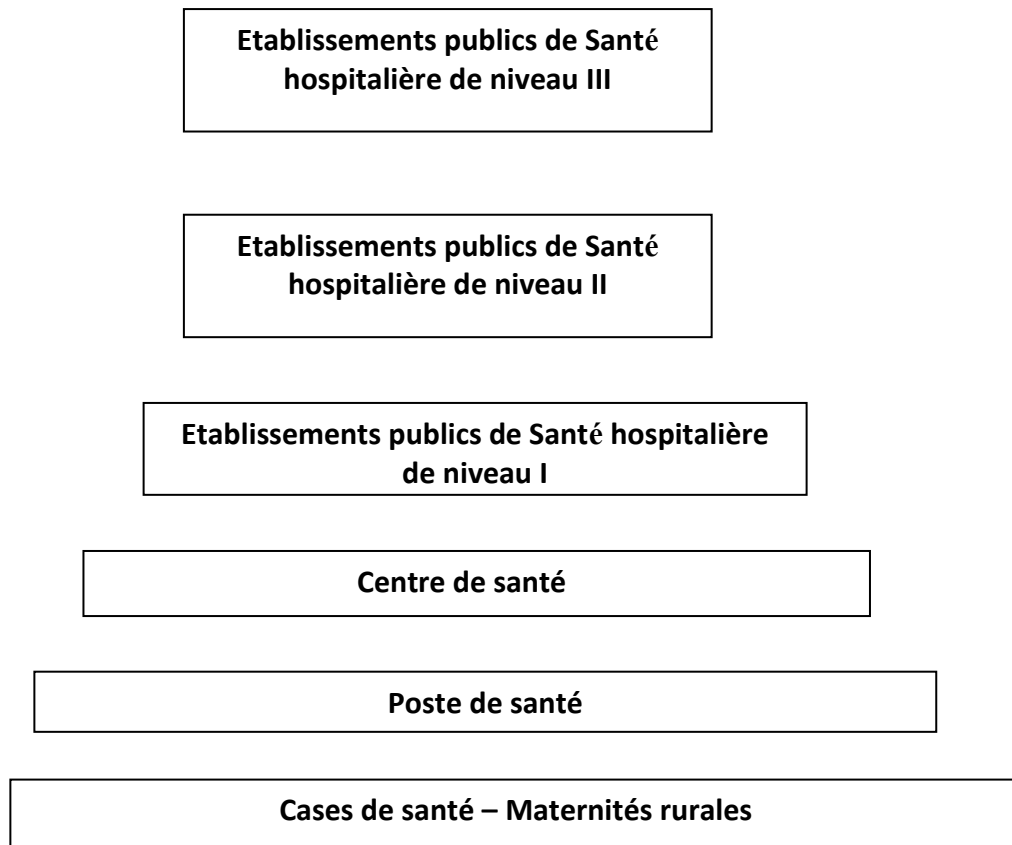 Etablissements publics de Santé
hospitalière de niveau III
Etablissements publics de Santé
hospitalière de niveau II
Etablissements publics de Santé hospitalière
de niveau I
Centre de santé
Poste de santé
Cases de santé – Maternités rurales